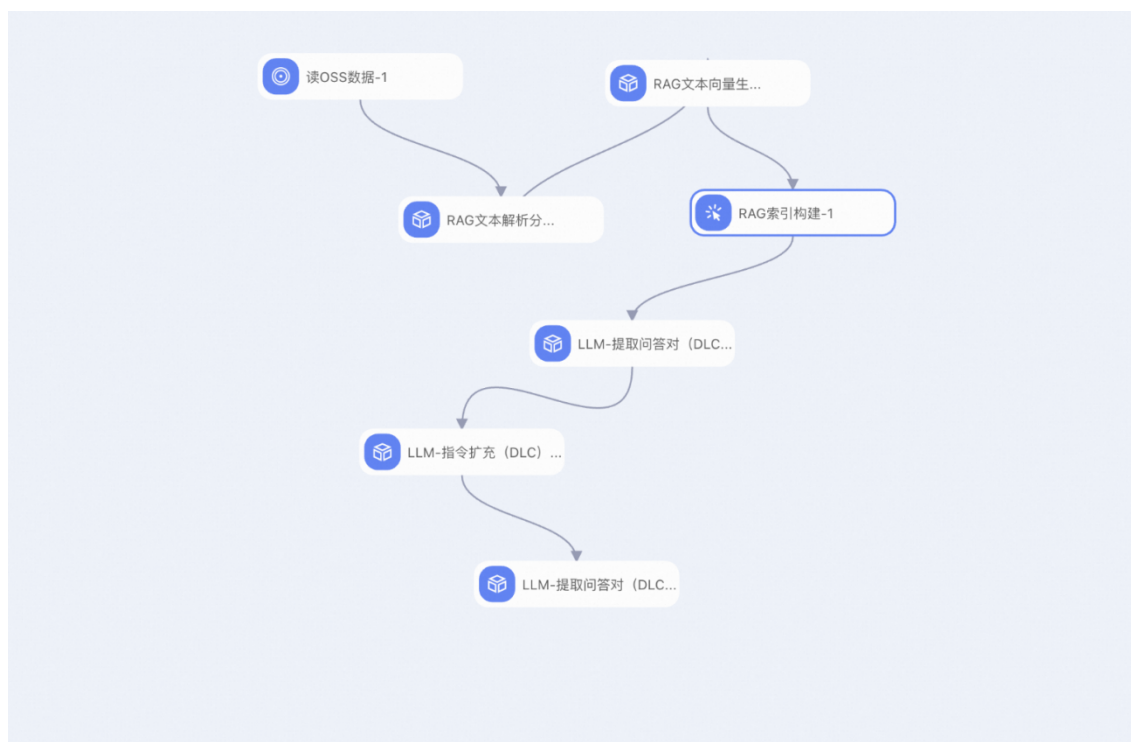 读OSS数据-1
RAG文本向量生...
RAG文本解析分...
RAG索引构建-1
LLM-提取问答对（DLC...
LLM-指令扩充（DLC）...
LLM-提取问答对（DLC...